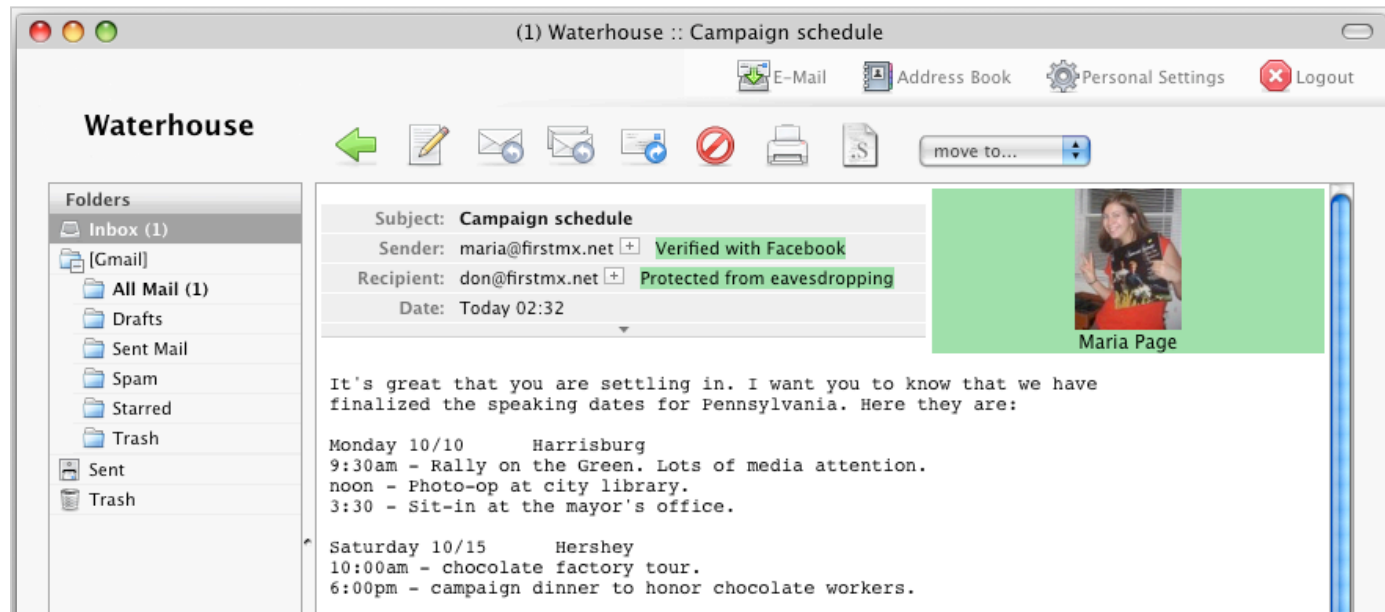 (1) Waterhouse :: Campaign schedule
E-Mail Address Book Personal Settings Logout
Waterhouse
.S
move to...
Folders
Inbox (1)
[Gmail]
All Mail (1)
Drafts
Sent Mail
Spam
Starred
Trash
Sent
Trash
Subject: Campaign schedule
Sender: maria@firstmx.net + Verified with Facebook
Recipient: don@firstmx.net + Protected from eavesdropping
Date: Today 02:32
Maria Page
It's great that you are settling in. I want you to know that we have
finalized the speaking dates for Pennsylvania. Here they are:
Monday 10/10 Harrisburg
9:30am - Rally on the Green. Lots of media attention.
noon - Photo-op at city library.
3:30 - Sit-in at the mayor's office.
Saturday 10/15 Hershey
10:00am - chocolate factory tour.
6:00pm - campaign dinner to honor chocolate workers.